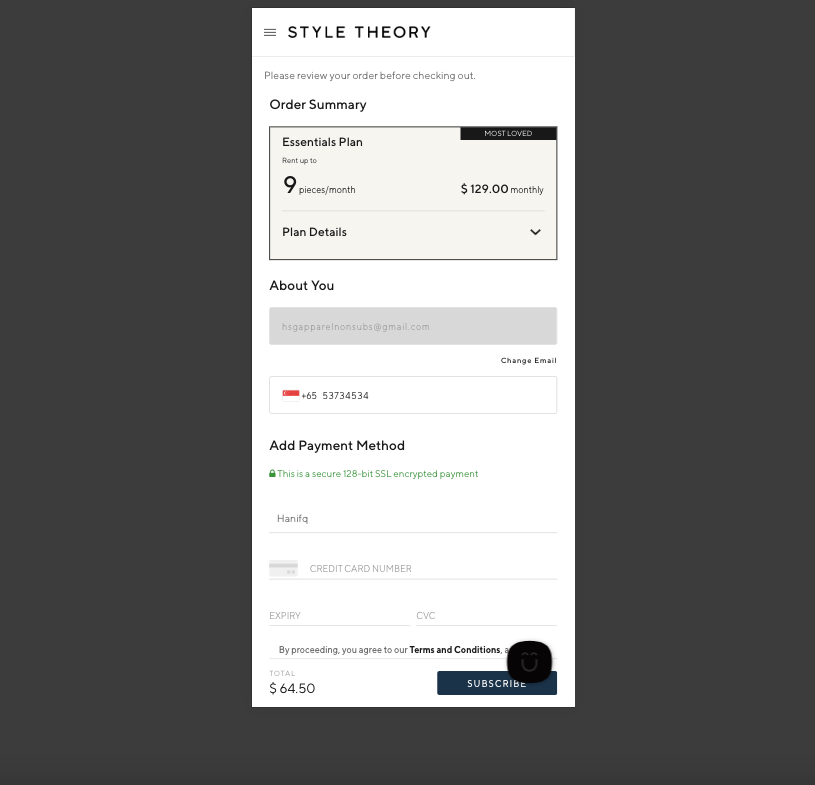 STYLE THEORY
Please review your order before checking out.
Order Summary
MOST LOVED
Essentials Plan
Rent up to
9 pieces/month
$ 129.00 monthly
Plan Details
About You
hsgapparelnonsubs@gmail.com
Change Email
+65 53734534
Add Payment Method
This is a secure 128-bit SSL encrypted payment
Hanifq
CREDIT CARD NUMBER
EXPIRY CVC
By proceeding, you agree to our Terms and Conditions,
TOTAL
$ 64.50
SUBSCRIBE